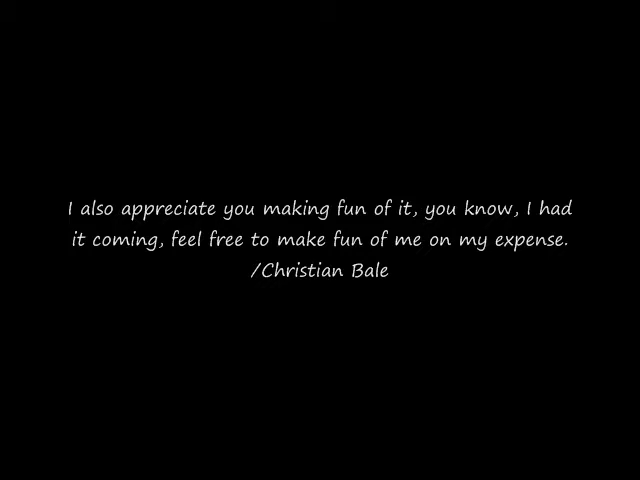 I also appreciate you making fun of it, you know, I had
it coming, feel free to make fun of me on my expense.
/Christian Bale